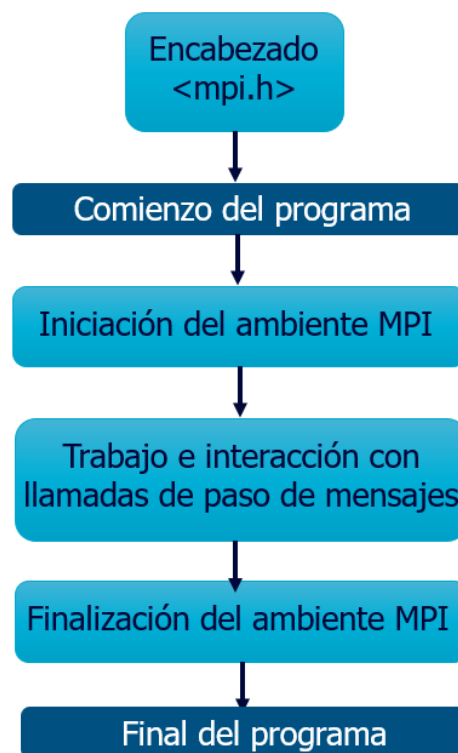 Encabezado
<mpi.h>
Comienzo del programa
Iniciación del ambiente MPI
Trabajo e interacción con
llamadas de paso de mensajes
Finalización del ambiente MPI
Final del programa